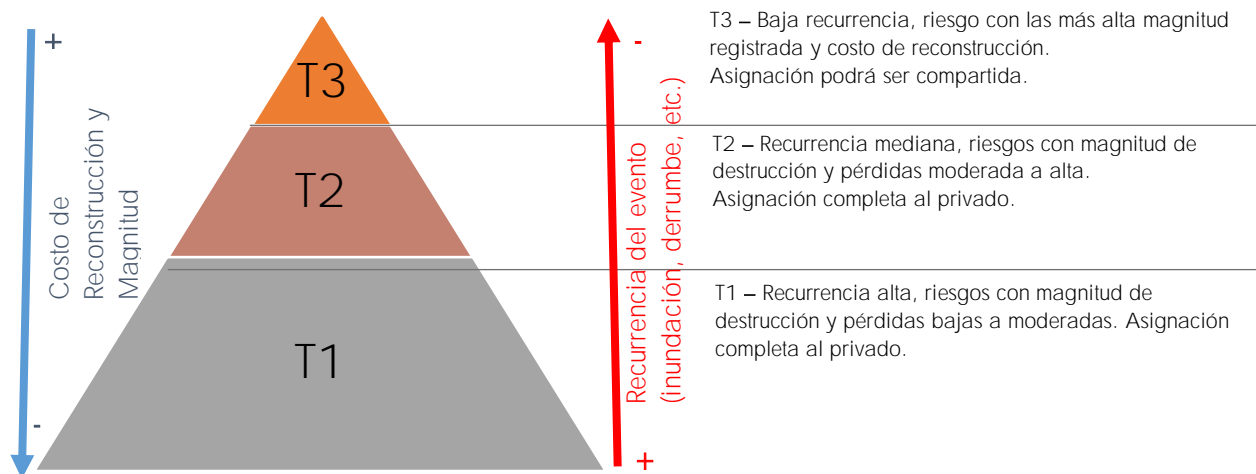 +
Costo de
Reconstrucción y
Magnitud
-
T3
T2
T1
-
Recurrencia del evento
(inundación, derrumbe, etc.)
+
T3 – Baja recurrencia, riesgo con las más alta magnitud
registrada y costo de reconstrucción.
Asignación podrá ser compartida.
T2 – Recurrencia mediana, riesgos con magnitud de
destrucción y pérdidas moderada a alta.
Asignación completa al privado.
T1 – Recurrencia alta, riesgos con magnitud de
destrucción y pérdidas bajas a moderadas. Asignación
completa al privado.